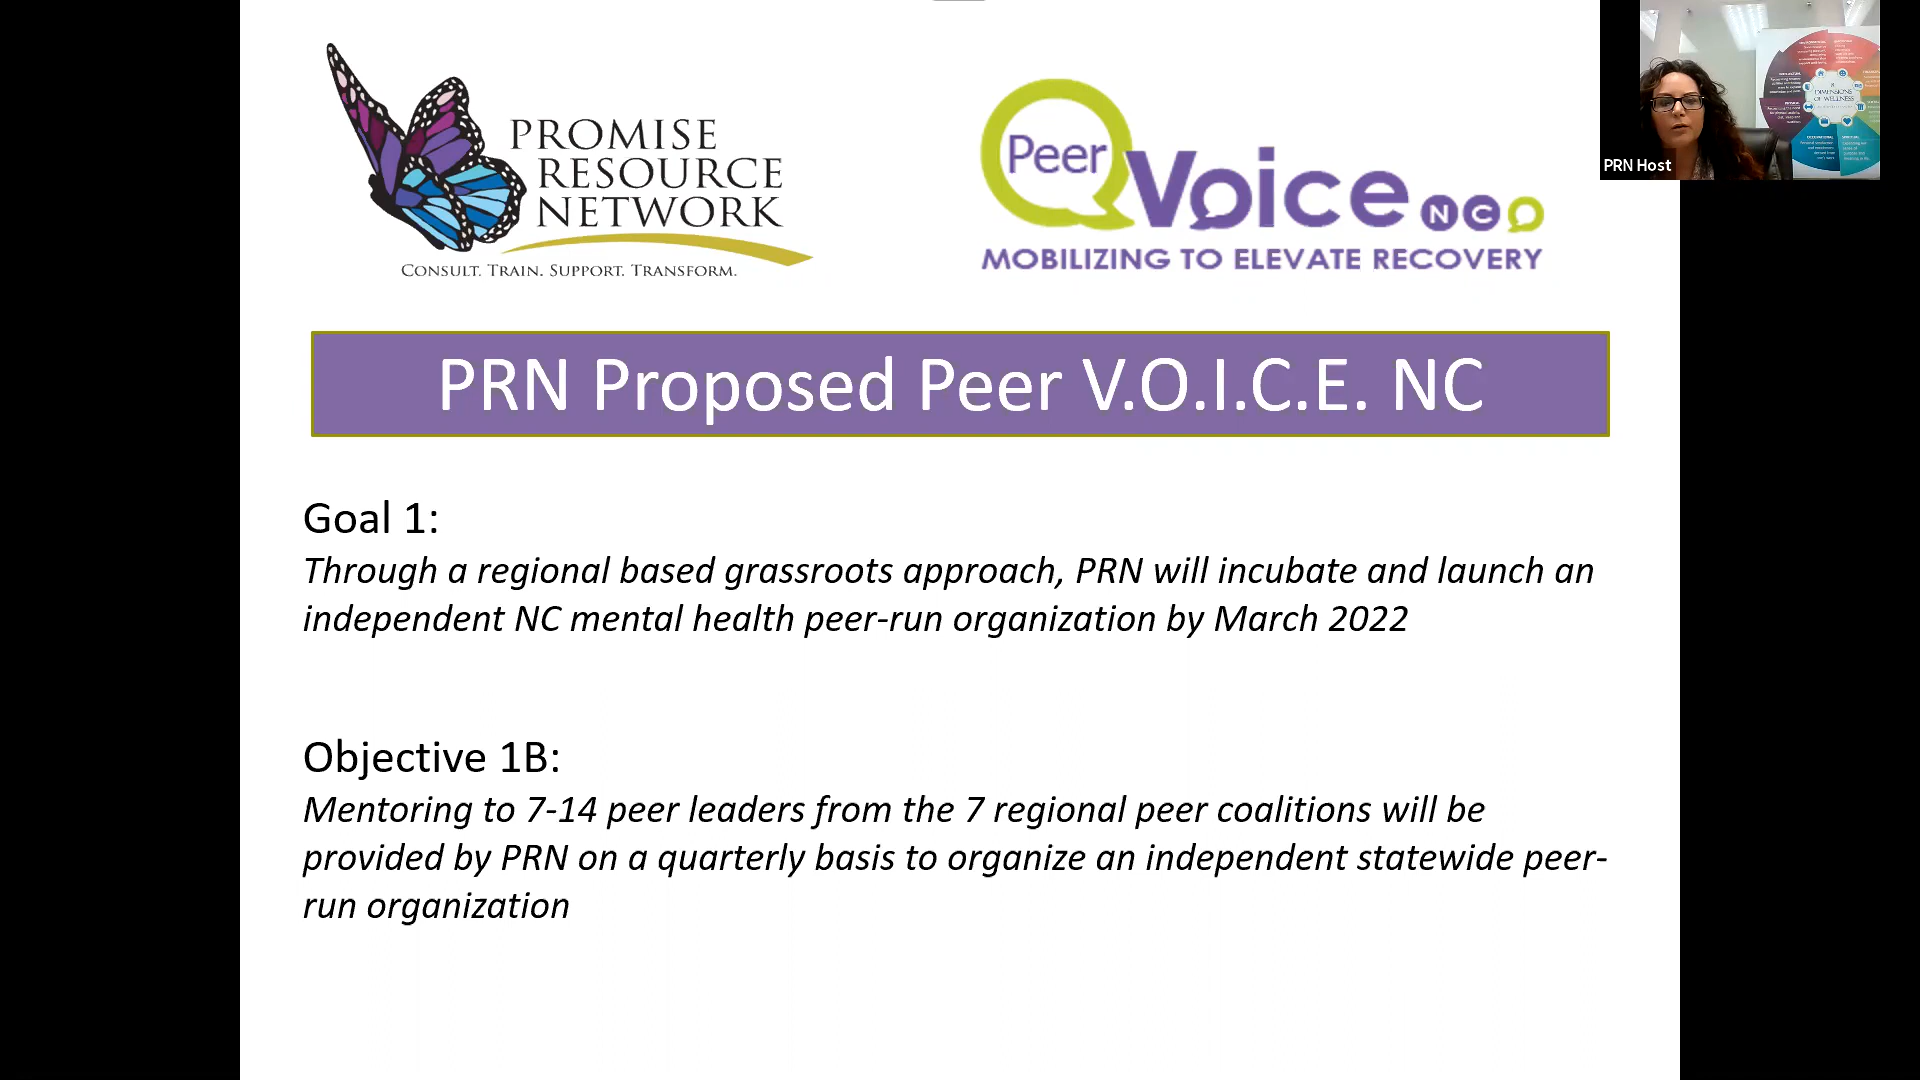 PROMISE
RESOURCE
NETWORK
CONSULT. TRAIN. SUPPORT. TRANSFORM.
Peer
Voice NC
MOBILIZING TO ELEVATE RECOVERY
PRN Host
DIMENSIONS
OF WELLNESS
PRN Proposed Peer V.O.I.C.E. NC
Goal 1:
Through a regional based grassroots approach, PRN will incubate and launch an
independent NC mental health peer-run organization by March 2022
Objective 1B:
Mentoring to 7-14 peer leaders from the 7 regional peer coalitions will be
provided by PRN on a quarterly basis to organize an independent statewide peer-
run organization